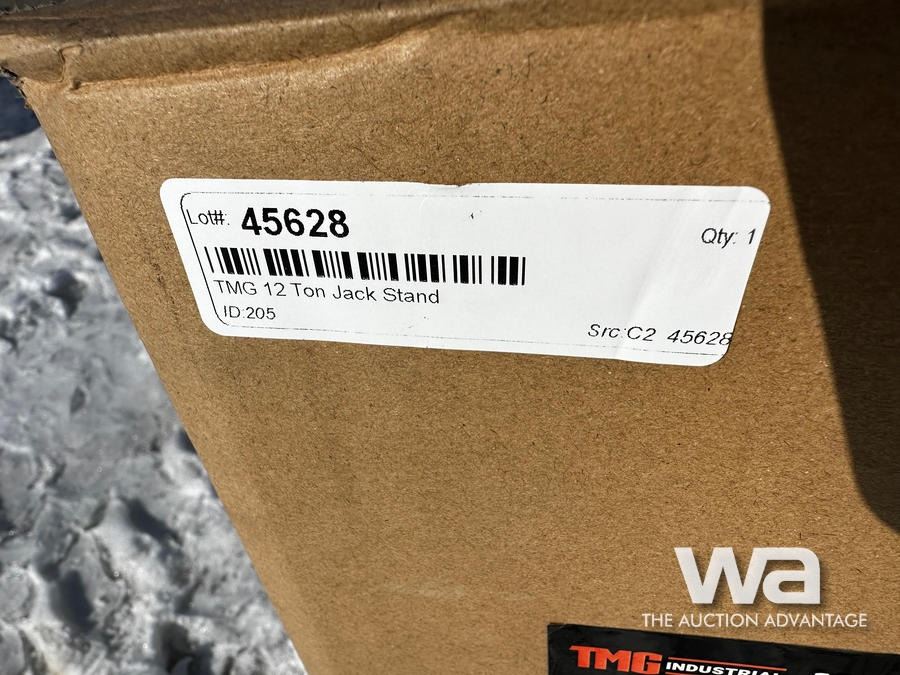 Lot#: 45628
Qty: 1
TMG 12 Ton Jack Stand
ID:205
Src:C2 45628
wa
THE AUCTION ADVANTAGE
TMG INDUSTRIAL